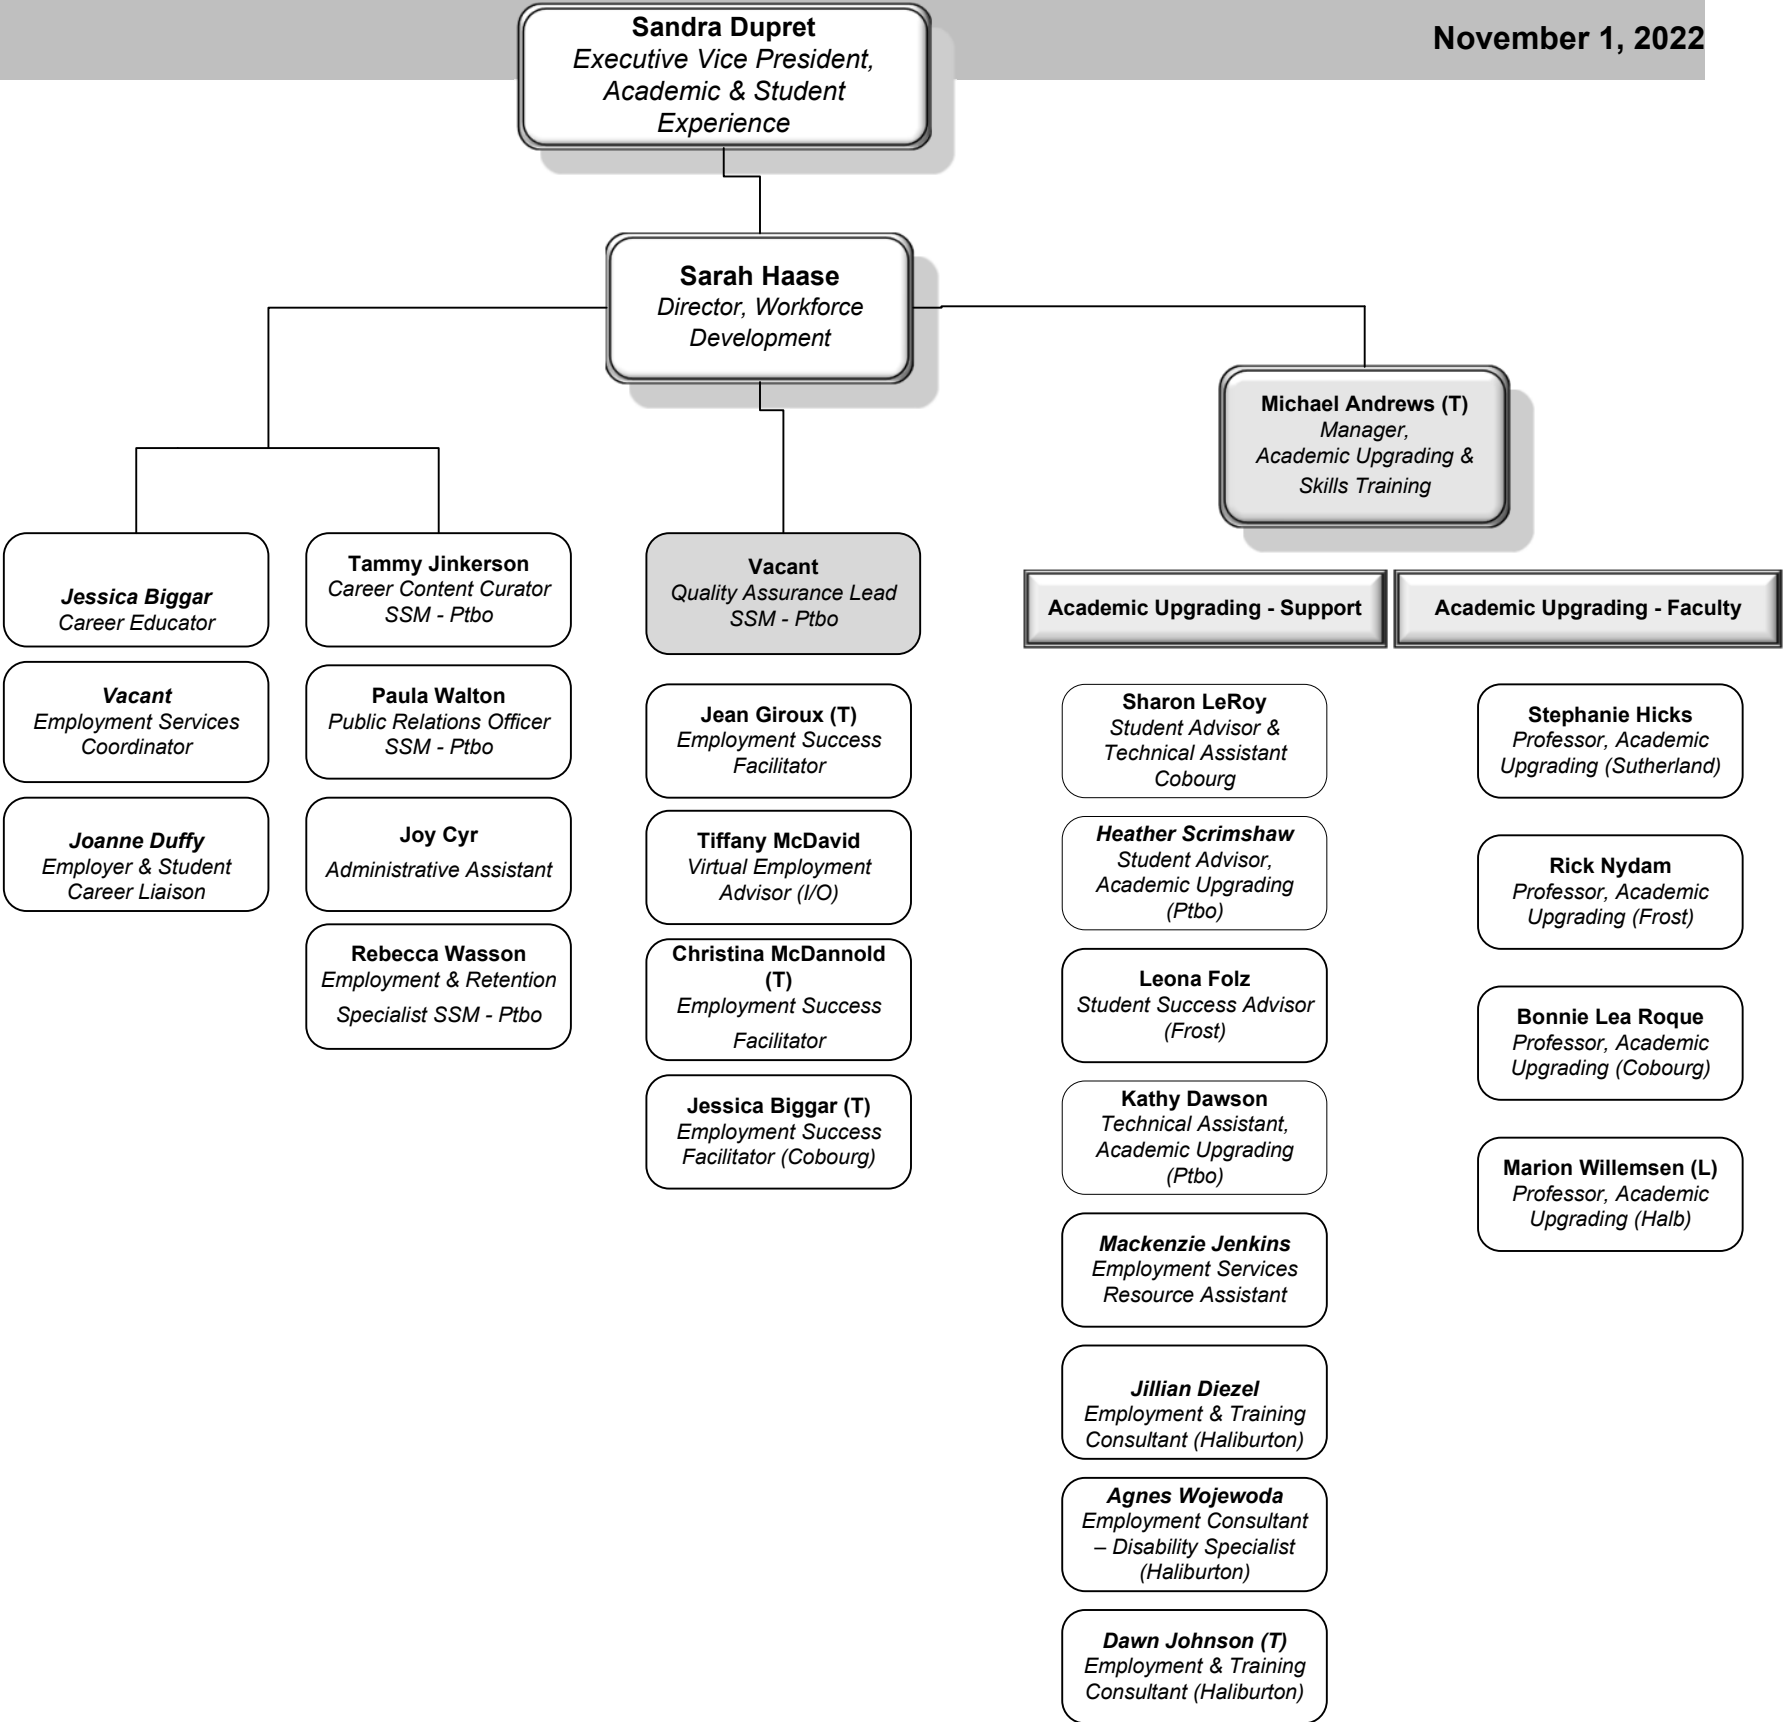 November 1, 2022
Sandra Dupret
Executive Vice President,
Academic & Student
Experience
Sarah Haase
Director, Workforce
Development
Michael Andrews (T)
Manager,
Academic Upgrading &
Skills Training
Jessica Biggar
Career Educator
Vacant
Employment Services
Coordinator
Joanne Duffy
Employer & Student
Career Liaison
Tammy Jinkerson
Career Content Curator
SSM - Ptbo
Paula Walton
Public Relations Officer
SSM - Ptbo
Joy Cyr
Administrative Assistant
Rebecca Wasson
Employment & Retention
Specialist SSM - Ptbo
Vacant
Quality Assurance Lead
SSM - Ptbo
Jean Giroux (T)
Employment Success
Facilitator
Tiffany McDavid
Virtual Employment
Advisor (I/O)
Christina McDannold
(T)
Employment Success
Facilitator
Jessica Biggar (T)
Employment Success
Facilitator (Cobourg)
Academic Upgrading - Support
Sharon LeRoy
Student Advisor &
Technical Assistant
Cobourg
Heather Scrimshaw
Student Advisor,
Academic Upgrading
(Ptbo)
Leona Folz
Student Success Advisor
(Frost)
Kathy Dawson
Technical Assistant,
Academic Upgrading
(Ptbo)
Mackenzie Jenkins
Employment Services
Resource Assistant
Jillian Diezel
Employment & Training
Consultant (Haliburton)
Agnes Wojewoda
Employment Consultant
– Disability Specialist
(Haliburton)
Dawn Johnson (T)
Employment & Training
Consultant (Haliburton)
Academic Upgrading - Faculty
Stephanie Hicks
Professor, Academic
Upgrading (Sutherland)
Rick Nydam
Professor, Academic
Upgrading (Frost)
Bonnie Lea Roque
Professor, Academic
Upgrading (Cobourg)
Marion Willemsen (L)
Professor, Academic
Upgrading (Halb)